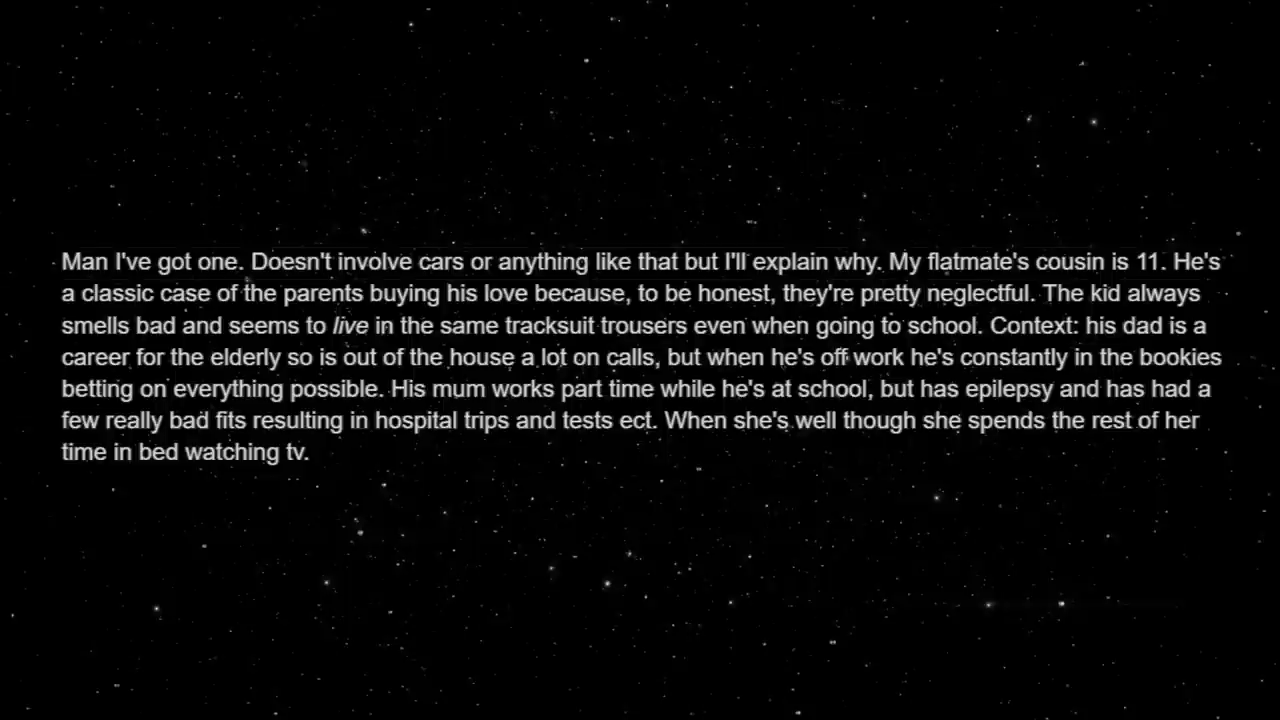 Man I've got one. Doesn't involve cars or anything like that but I'll explain why. My flatmate's cousin is 11. He's
a classic case of the parents buying his love because, to be honest, they're pretty neglectful. The kid always
smells bad and seems to live in the same tracksuit trousers even when going to school. Context: his dad is a
career for the elderly so is out of the house a lot on calls, but when he's off work he's constantly in the bookies
betting on everything possible. His mum works part time while he's at school, but has epilepsy and has had a
few really bad fits resulting in hospital trips and tests ect. When she's well though she spends the rest of her
time in bed watching tv.